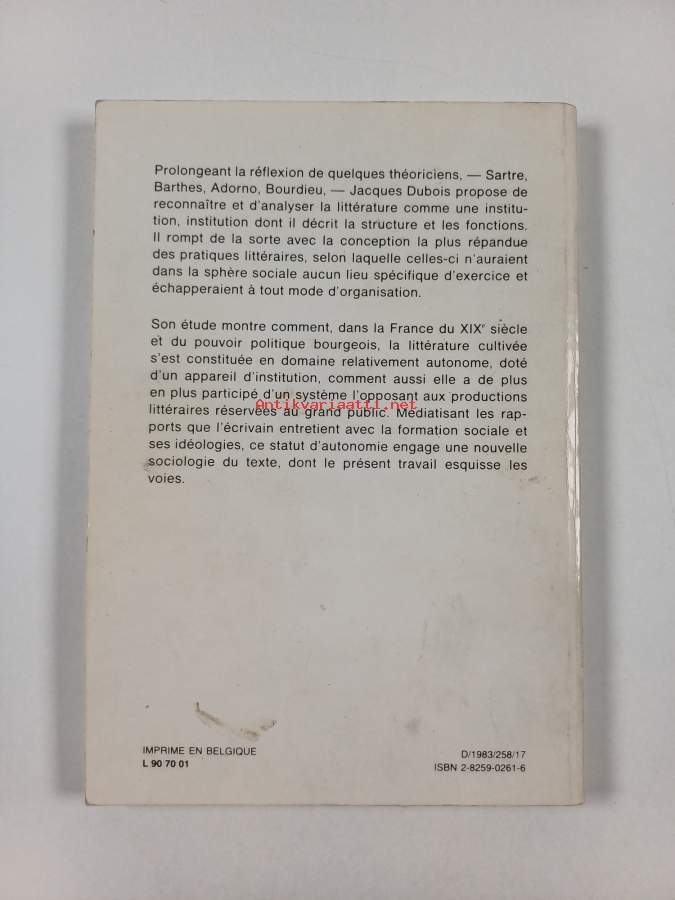 Prolongeant la réflexion de quelques théoriciens, — Sartre,
Barthes, Adorno, Bourdieu, — Jacques Dubois propose de
reconnaître et d'analyser la littérature comme une institu-
tion, institution dont il décrit la structure et les fonctions.
Il rompt de la sorte avec la conception la plus répandue
des pratiques littéraires, selon laquelle celles-ci n'auraient
dans la sphère sociale aucun lieu spécifique d'exercice et
échapperaient à tout mode d'organisation.
Son étude montre comment, dans la France du XIXe siècle
et du pouvoir politique bourgeois, la littérature cultivée
s'est constituée en domaine relativement autonome, doté
d'un appareil d'institution, comment aussi elle a de plus
en plus participé d'un système l'opposant aux productions
Antikvariaatti.net
littéraires réservées au grand public. Médiatisant les rap-
ports que l'écrivain entretient avec la formation sociale et
ses idéologies, ce statut d'autonomie engage une nouvelle
sociologie du texte, dont le présent travail esquisse les
voies.
IMPRIME EN BELGIQUE
L 90 70 01
D/1983/258/17
ISBN 2-8259-0261-6